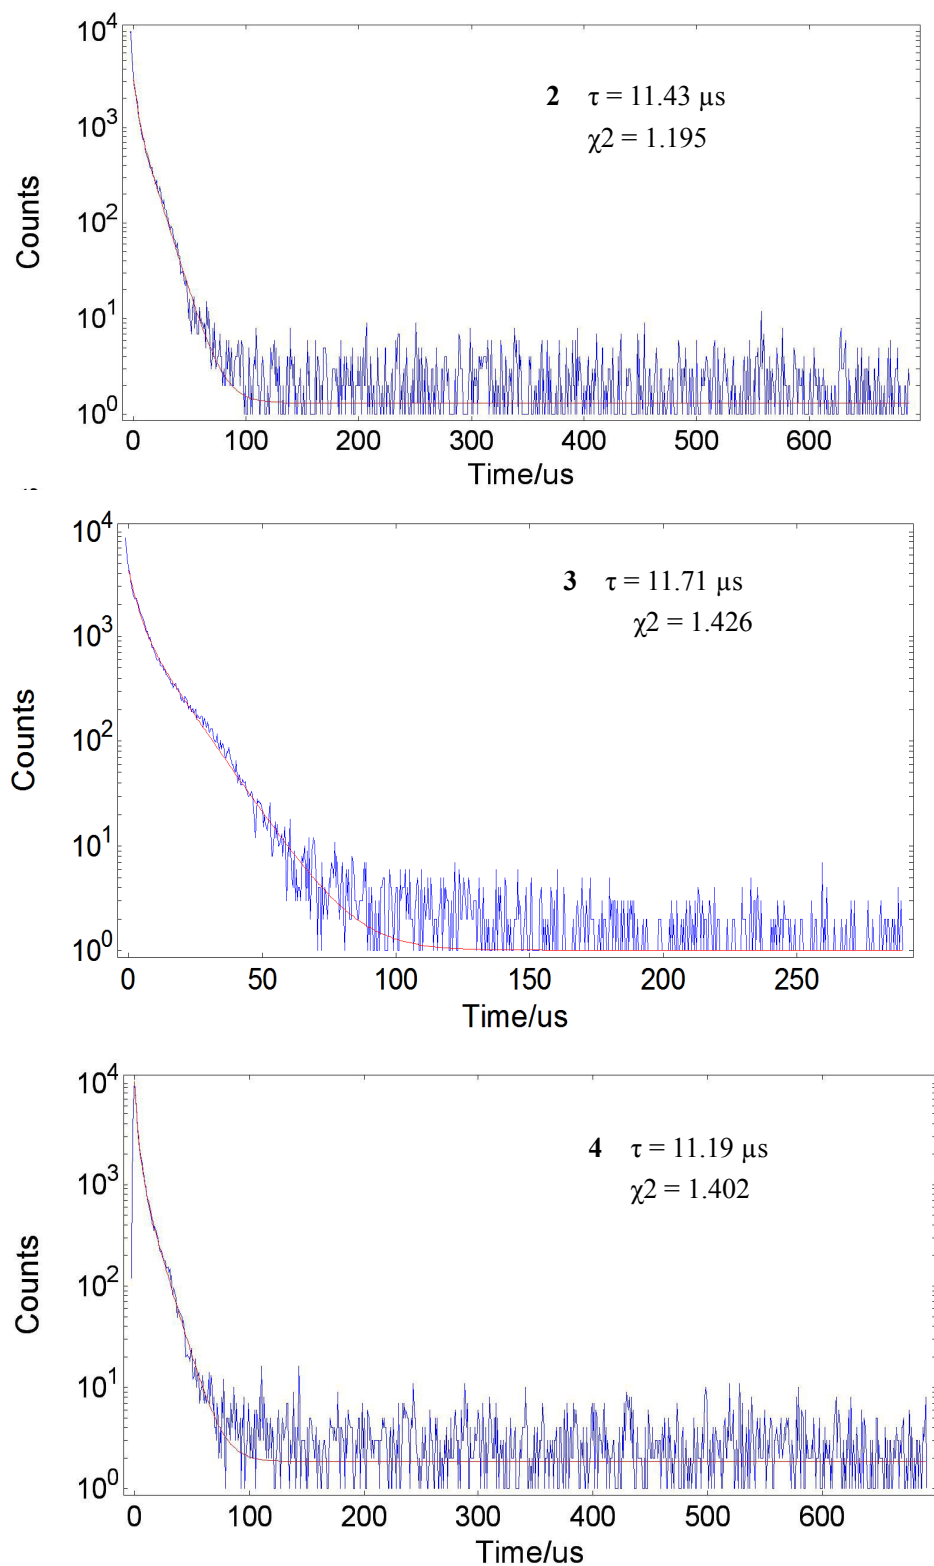 10^4
2 τ = 11.43 µs
10^3
χ2 = 1.195
Counts
10^2
10^1
10^0
0 100 200 300 400 500 600
Time/us
10^4
3 τ = 11.71 µs
χ2 = 1.426
10^3
Counts
10^2
10^1
10^0
0 50 100 150 200 250
Time/us
10^4
4 τ = 11.19 µs
10^3
χ2 = 1.402
Counts
10^2
10^1
10^0
0 100 200 300 400 500 600
Time/us